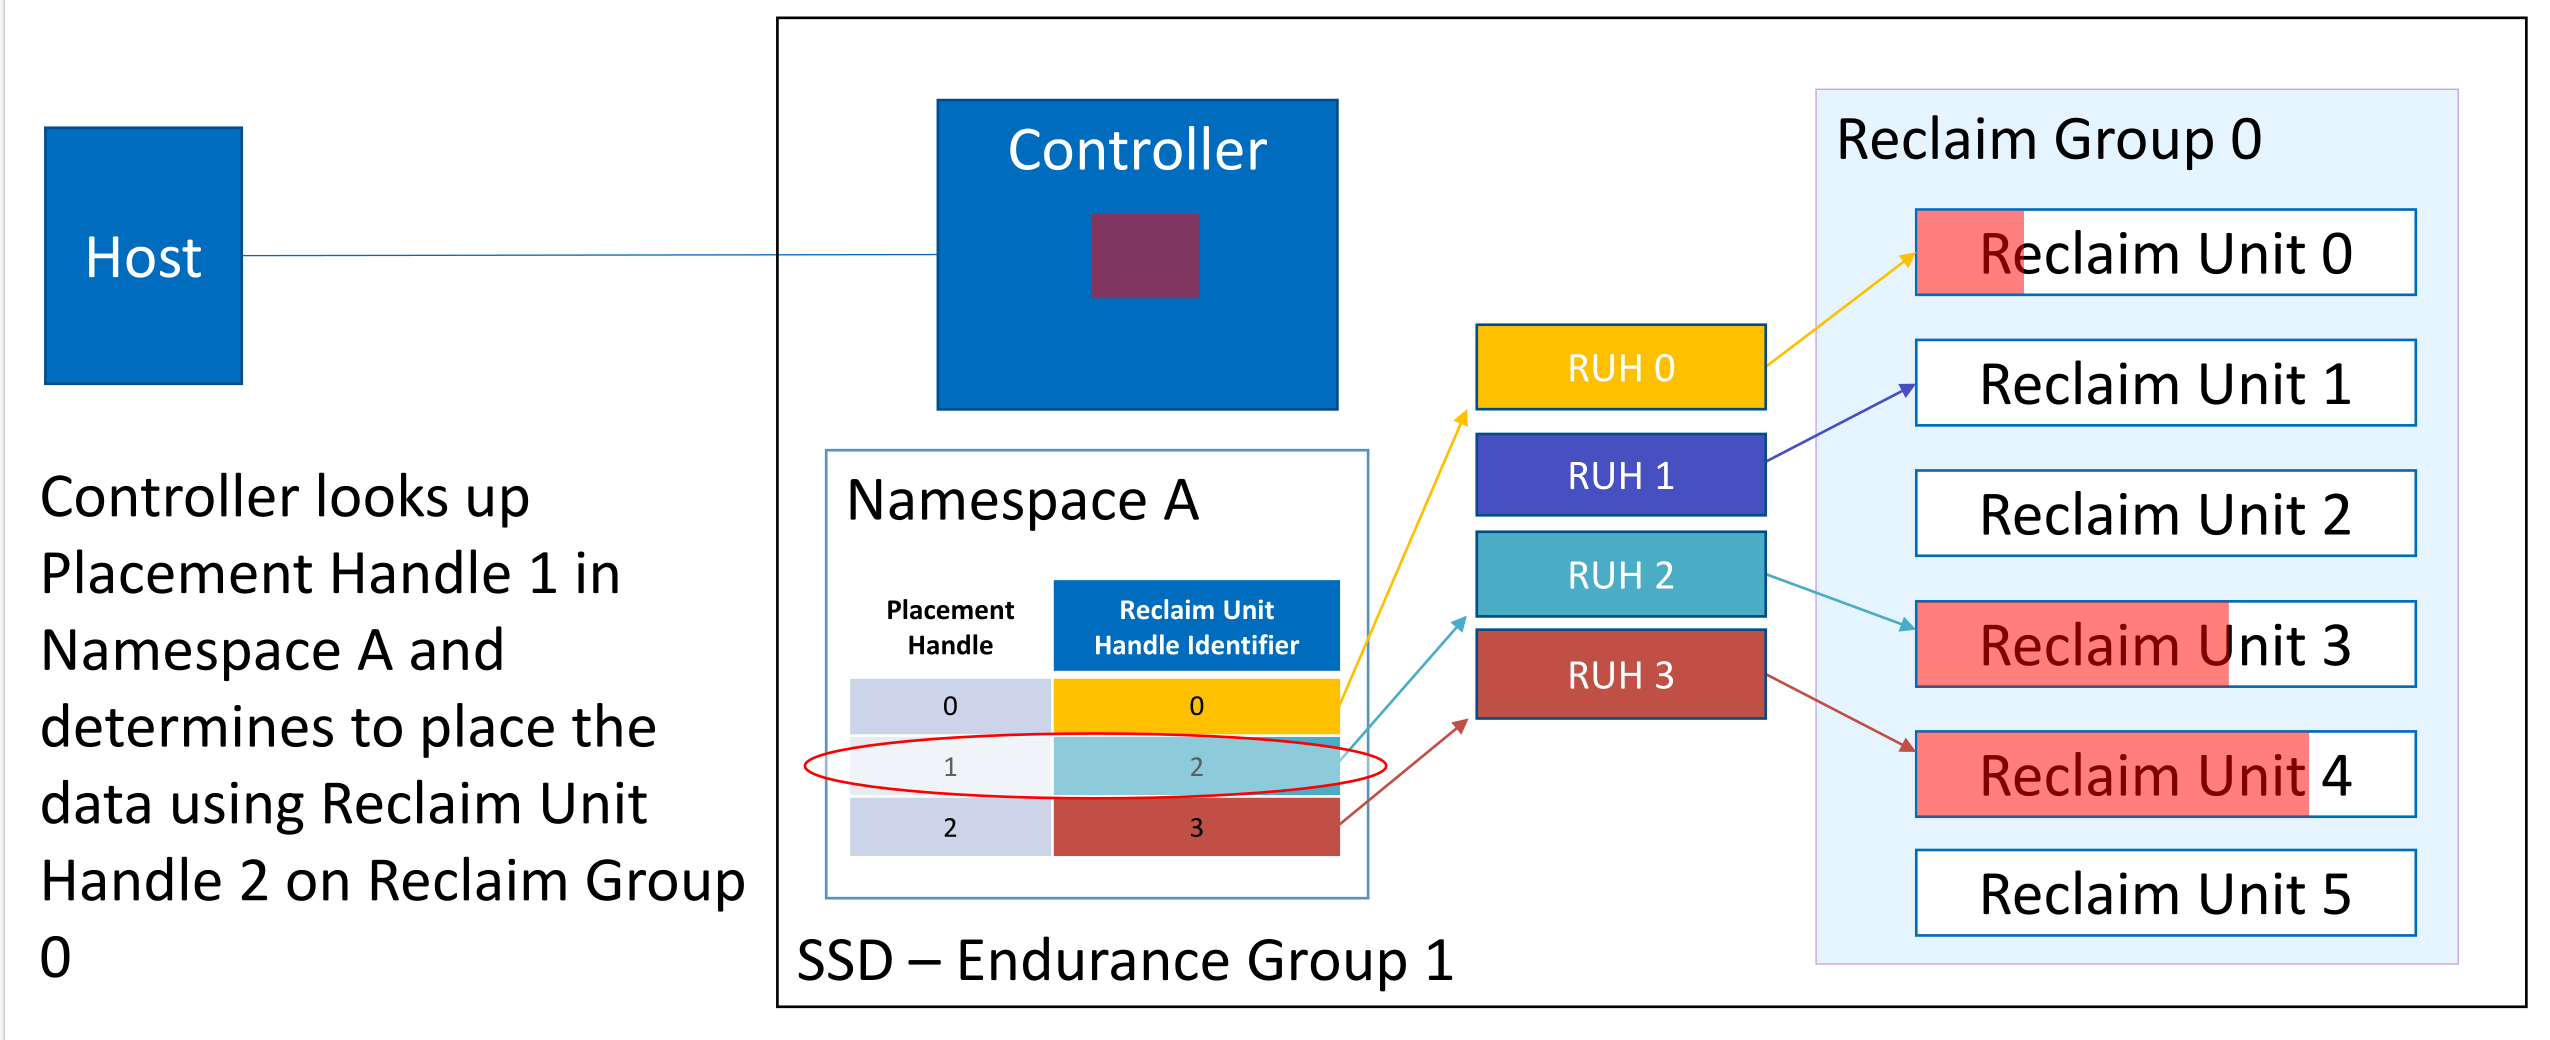 Host
Controller looks up
Placement Handle 1 in
Namespace A and
determines to place the
data using Reclaim Unit
Handle 2 on Reclaim Group
0
Controller
Namespace A
Placement
Handle
Reclaim Unit
Handle Identifier
0 0
1 2
2 3
SSD – Endurance Group 1
RUH 0
RUH 1
RUH 2
RUH 3
Reclaim Group 0
Reclaim Unit 0
Reclaim Unit 1
Reclaim Unit 2
Reclaim Unit 3
Reclaim Unit 4
Reclaim Unit 5